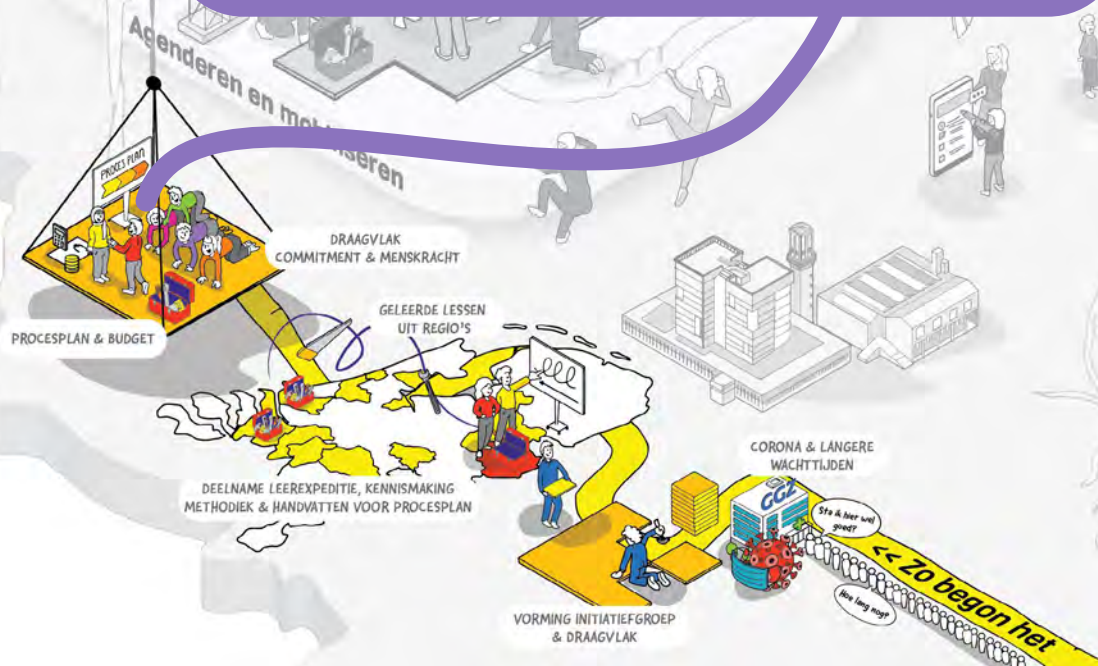 Agenderen en mobiliseren
PROCES PLAN
DRAAGVLAK
COMMITMENT & MENSKRACHT
PROCESPLAN & BUDGET
GELEERDE LESSEN
UIT REGIO'S
DEELNAME LEEREXPEDITIE, KENNISMAKING
METHODIEK & HANDVATTEN VOOR PROCESPLAN
CORONA & LANGERE
WACHTTIJDEN
GGZ
Sta ik hier wel
goed?
Hoe lang nog?
<< Zo begon het
VORMING INITIATIEFGROEP
& DRAAGVLAK